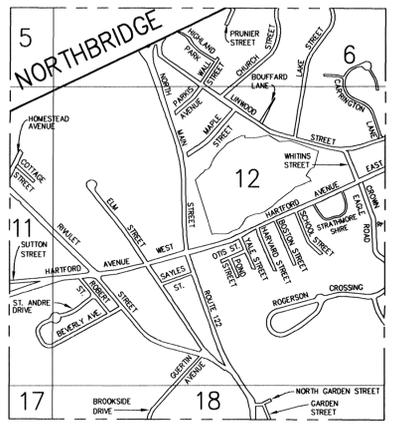 5
NORTHBRIDGE
6
PRUNIER
STREET
HIGHLAND
PARK
WALL
STREET
CHURCH
STREET
LAKE
STREET
BOUFFARD
LANE
CARRINGTON
LANE
PARKIS
AVENUE
LINWOOD
STREET
NORTH
MAIN
STREET
MAPLE
STREET
HOMESTEAD
AVENUE
COTTAGE
STREET
WHITINS
STREET
EAST
12
HARTFORD
AVENUE
CROWN &
EAGLE
ROAD
STRATHMORE
SHIRE
ELM
STREET
RIVULET
STREET
11
SUTTON
STREET
HARTFORD
AVENUE
WEST
OTIS ST.
POND
STREET
YALE STREET
HARVARD STREET
BOSTON STREET
SCHOOL STREET
SAYLES
ST.
ROBERT
ST.
ST. ANDRE
DRIVE
BEVERLY AVE
ROUTE 122
ROGERSON
CROSSING
GUERTIN
AVENUE
17
BROOKSIDE
DRIVE
18
NORTH GARDEN STREET
GARDEN
STREET